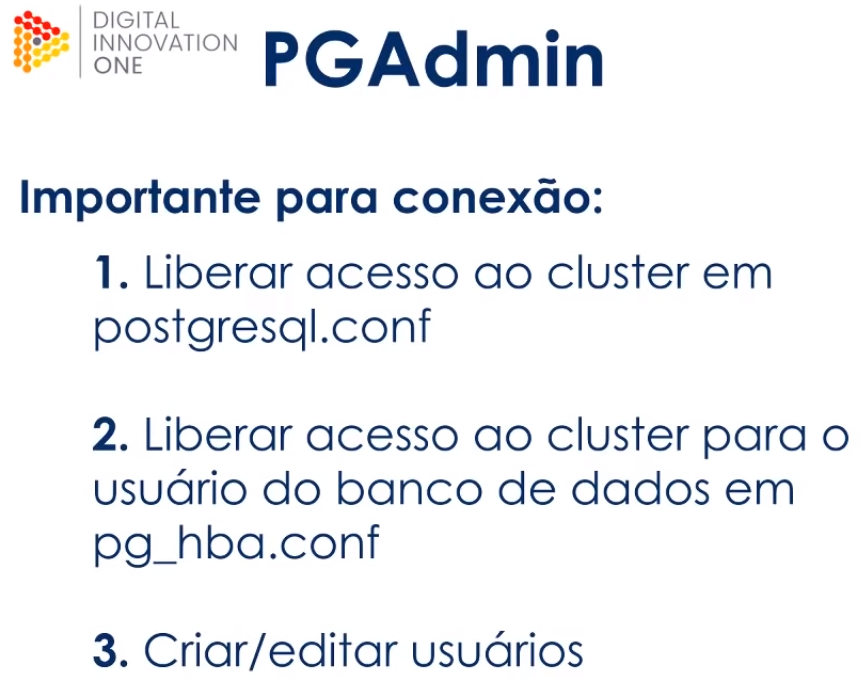 DIGITAL
INNOVATION
ONE
PGAdmin
Importante para conexão:
1. Liberar acesso ao cluster em
postgresql.conf
2. Liberar acesso ao cluster para o
usuário do banco de dados em
pg_hba.conf
3. Criar/editar usuários